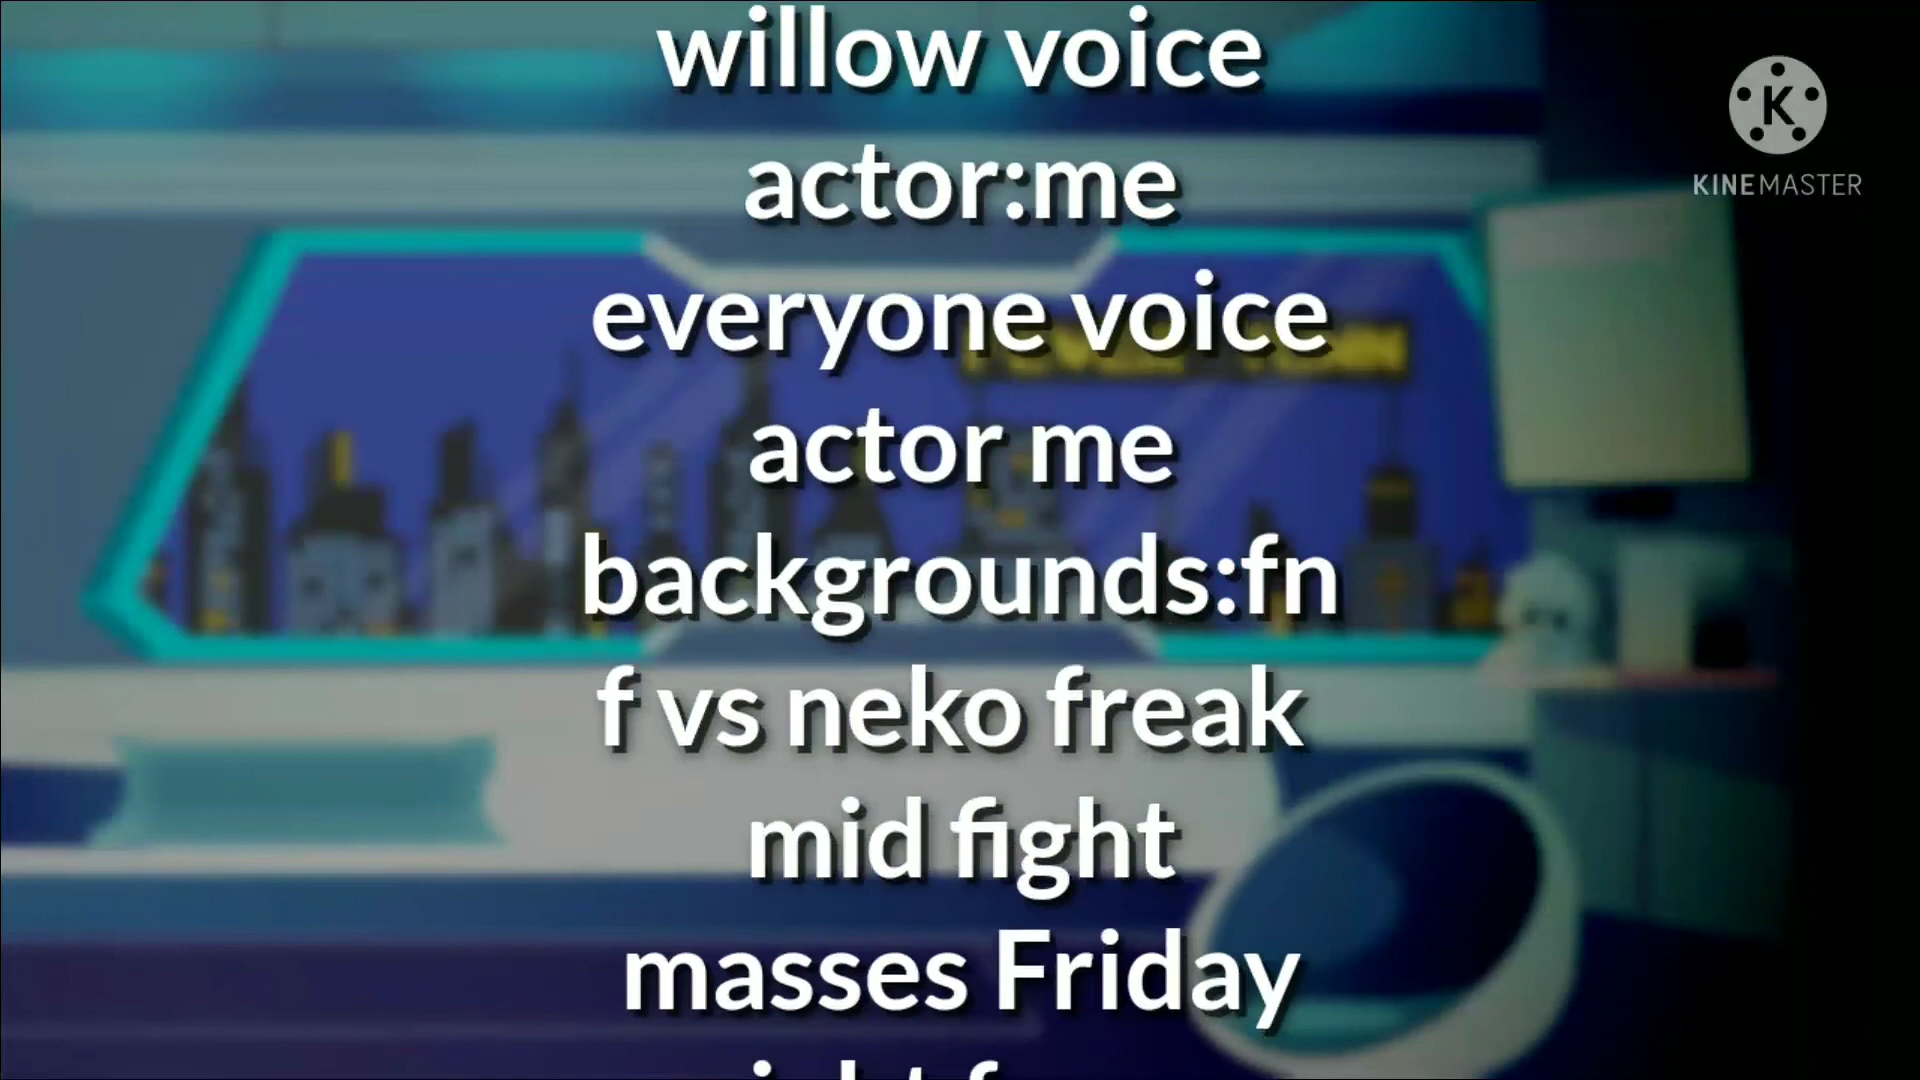 willow voice
actor:me
everyone voice
actor me
backgrounds:fn
f vs neko freak
mid fight
masses Friday
KINEMASTER